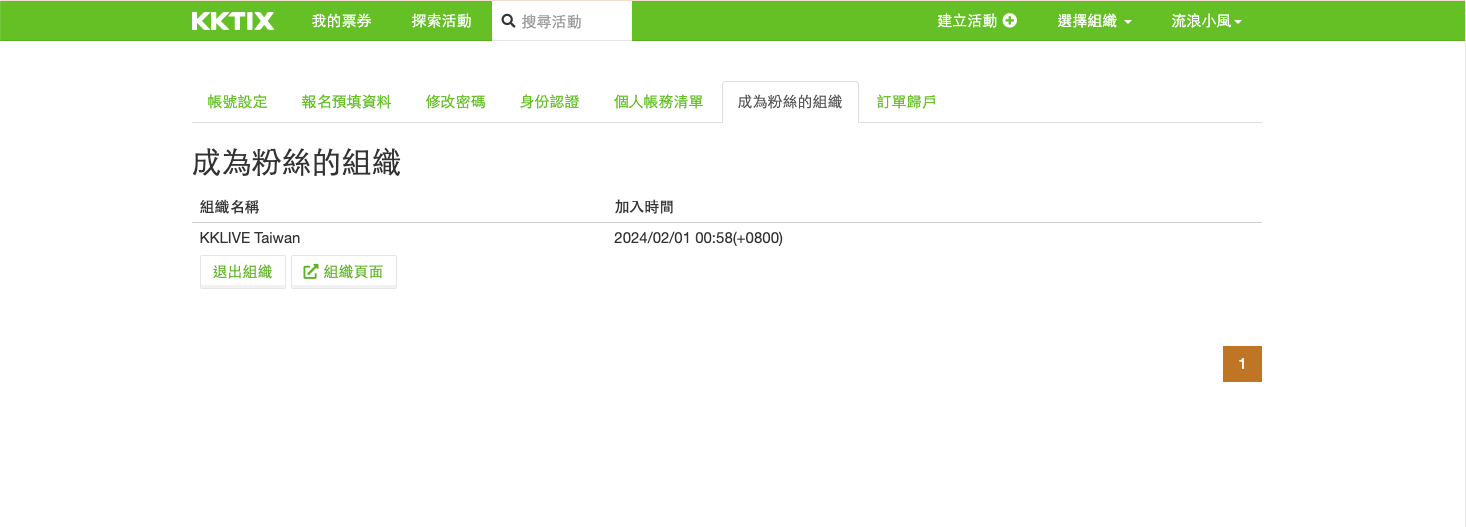 KKTIX 我的票券 探索活動 搜尋活動 建立活動 選擇組織 流浪小風
帳號設定 報名預填資料 修改密碼 身份認證 個人帳務清單 成為粉絲的組織 訂單歸戶
成為粉絲的組織
組織名稱 加入時間
KKLIVE Taiwan 2024/02/01 00:58(+0800)
退出組織 組織頁面
1